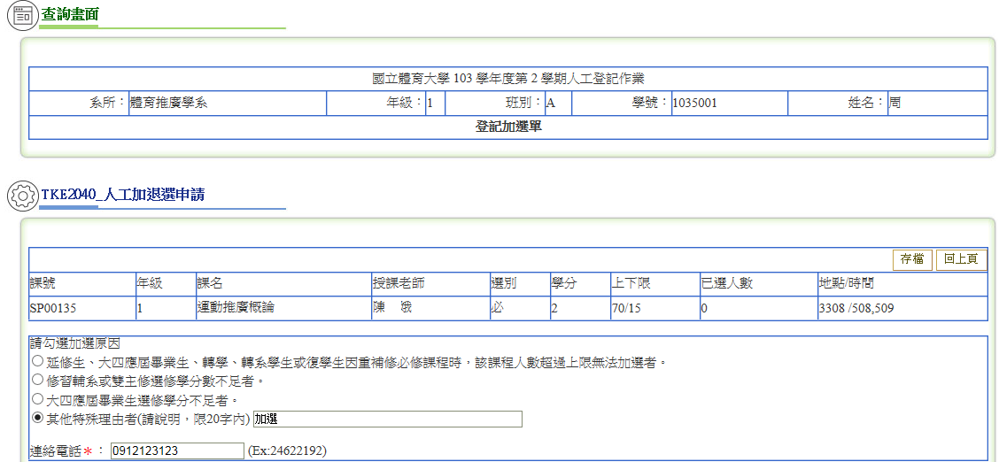 查詢畫面
國立體育大學 103 學年度第 2 學期人工登記作業
系所：體育推廣學系 年級：1 班別：A 學號：1035001 姓名：周
登記加選單
TKE2040_人工加退選申請
存檔 回上頁
課號 年級 課名 授課老師 選別 學分 上下限 已選人數 地點/時間
SP00135 1 運動推廣概論 陳 娥 必 2 70/15 0 3308 /508,509
請勾選加選原因
延修生、大四應屆畢業生、轉學、轉系學生或復學生因重補修必修課程時，該課程人數超過上限無法加選者。
修習輔系或雙主修選修學分數不足者。
大四應屆畢業生選修學分不足者。
其他特殊理由者(請說明，限20字內) 加選
連絡電話＊： 0912123123 (Ex:24622192)